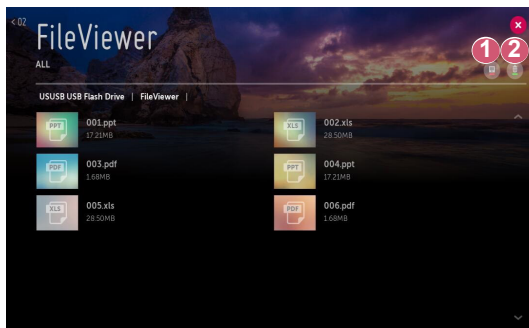 < 02
FileViewer
ALL
1 2
USUSB USB Flash Drive | FileViewer |
PPT 001.ppt
17.21MB
XLS 002.xls
28.50MB
PDF 003.pdf
1.68MB
PPT 004.ppt
17.21MB
XLS 005.xls
28.50MB
PDF 006.pdf
1.68MB